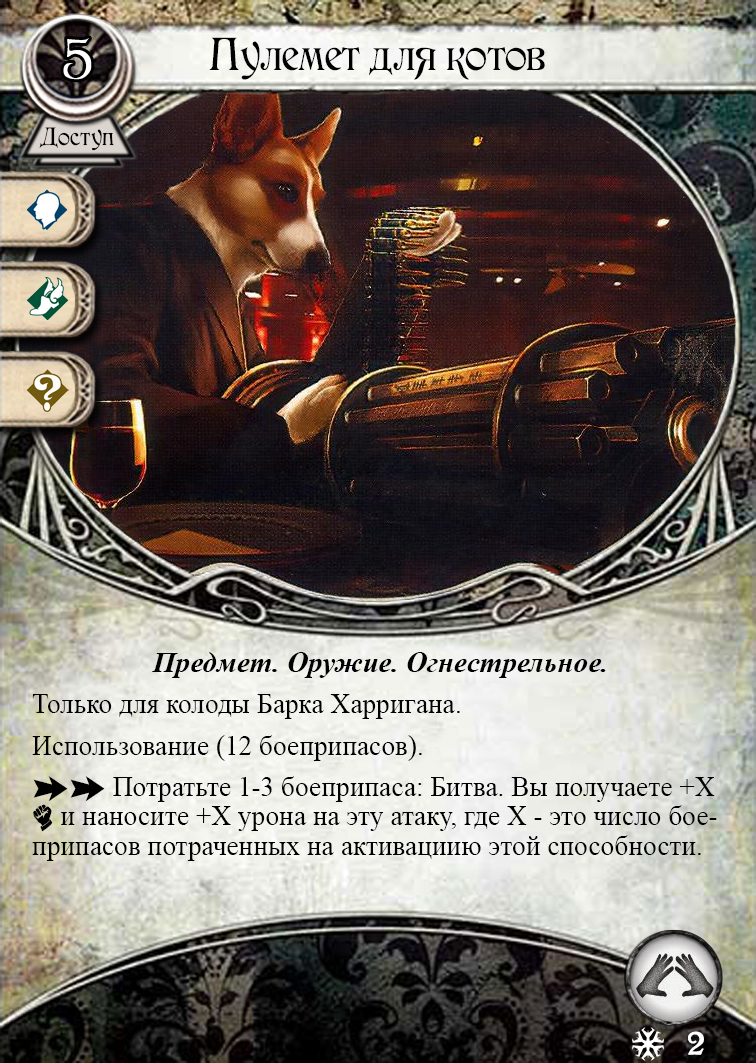 5
Пулемет для котов
Доступ
?
Предмет. Оружие. Огнестрельное.
Только для колоды Барка Харригана.
Использование (12 боеприпасов).
Потратьте 1-3 боеприпаса: Битва. Вы получаете +X
и наносите +X урона на эту атаку, где X - это число бое-
припасов потраченных на активациию этой способности.
2